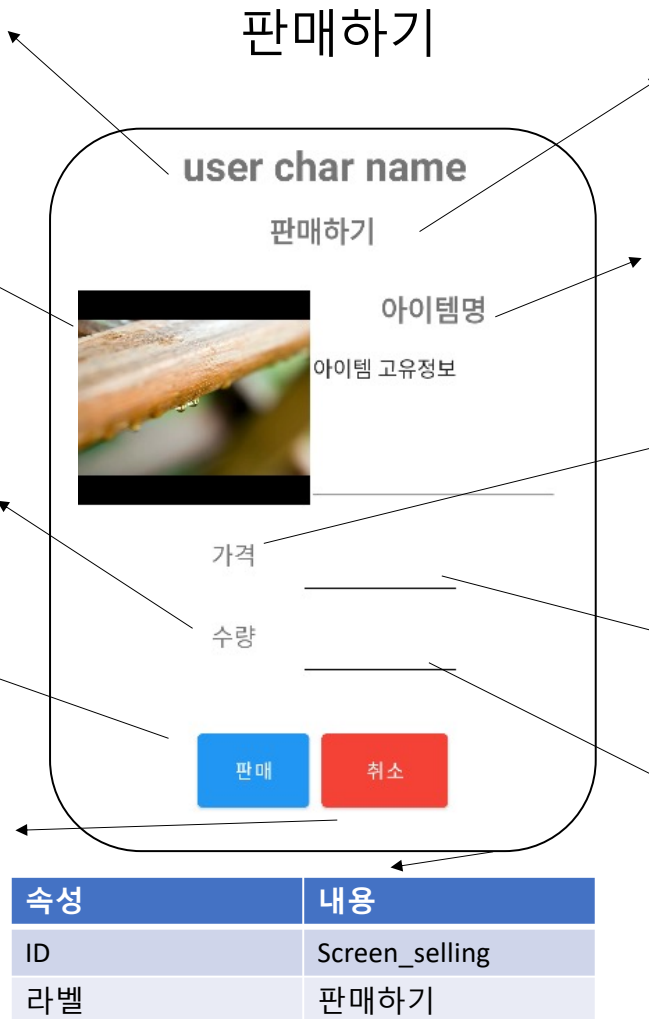 판매하기
user char name
판매하기
아이템명
아이템 고유정보
가격
수량
판매 취소
속성 내용
ID Screen_selling
라벨 판매하기